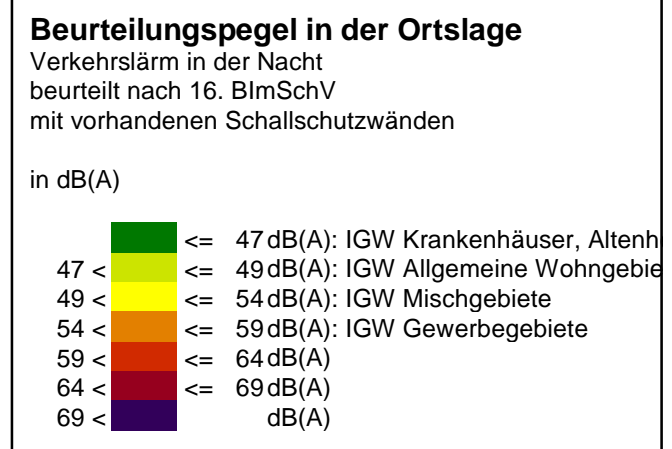 Beurteilungspegel in der Ortslage
Verkehrslärm in der Nacht
beurteilt nach 16. BImSchV
mit vorhandenen Schallschutzwänden
in dB(A)
<= 47 dB(A): IGW Krankenhäuser, Altenh
47 < <= 49 dB(A): IGW Allgemeine Wohngebie
49 < <= 54 dB(A): IGW Mischgebiete
54 < <= 59 dB(A): IGW Gewerbegebiete
59 < <= 64 dB(A)
64 < <= 69 dB(A)
69 < dB(A)